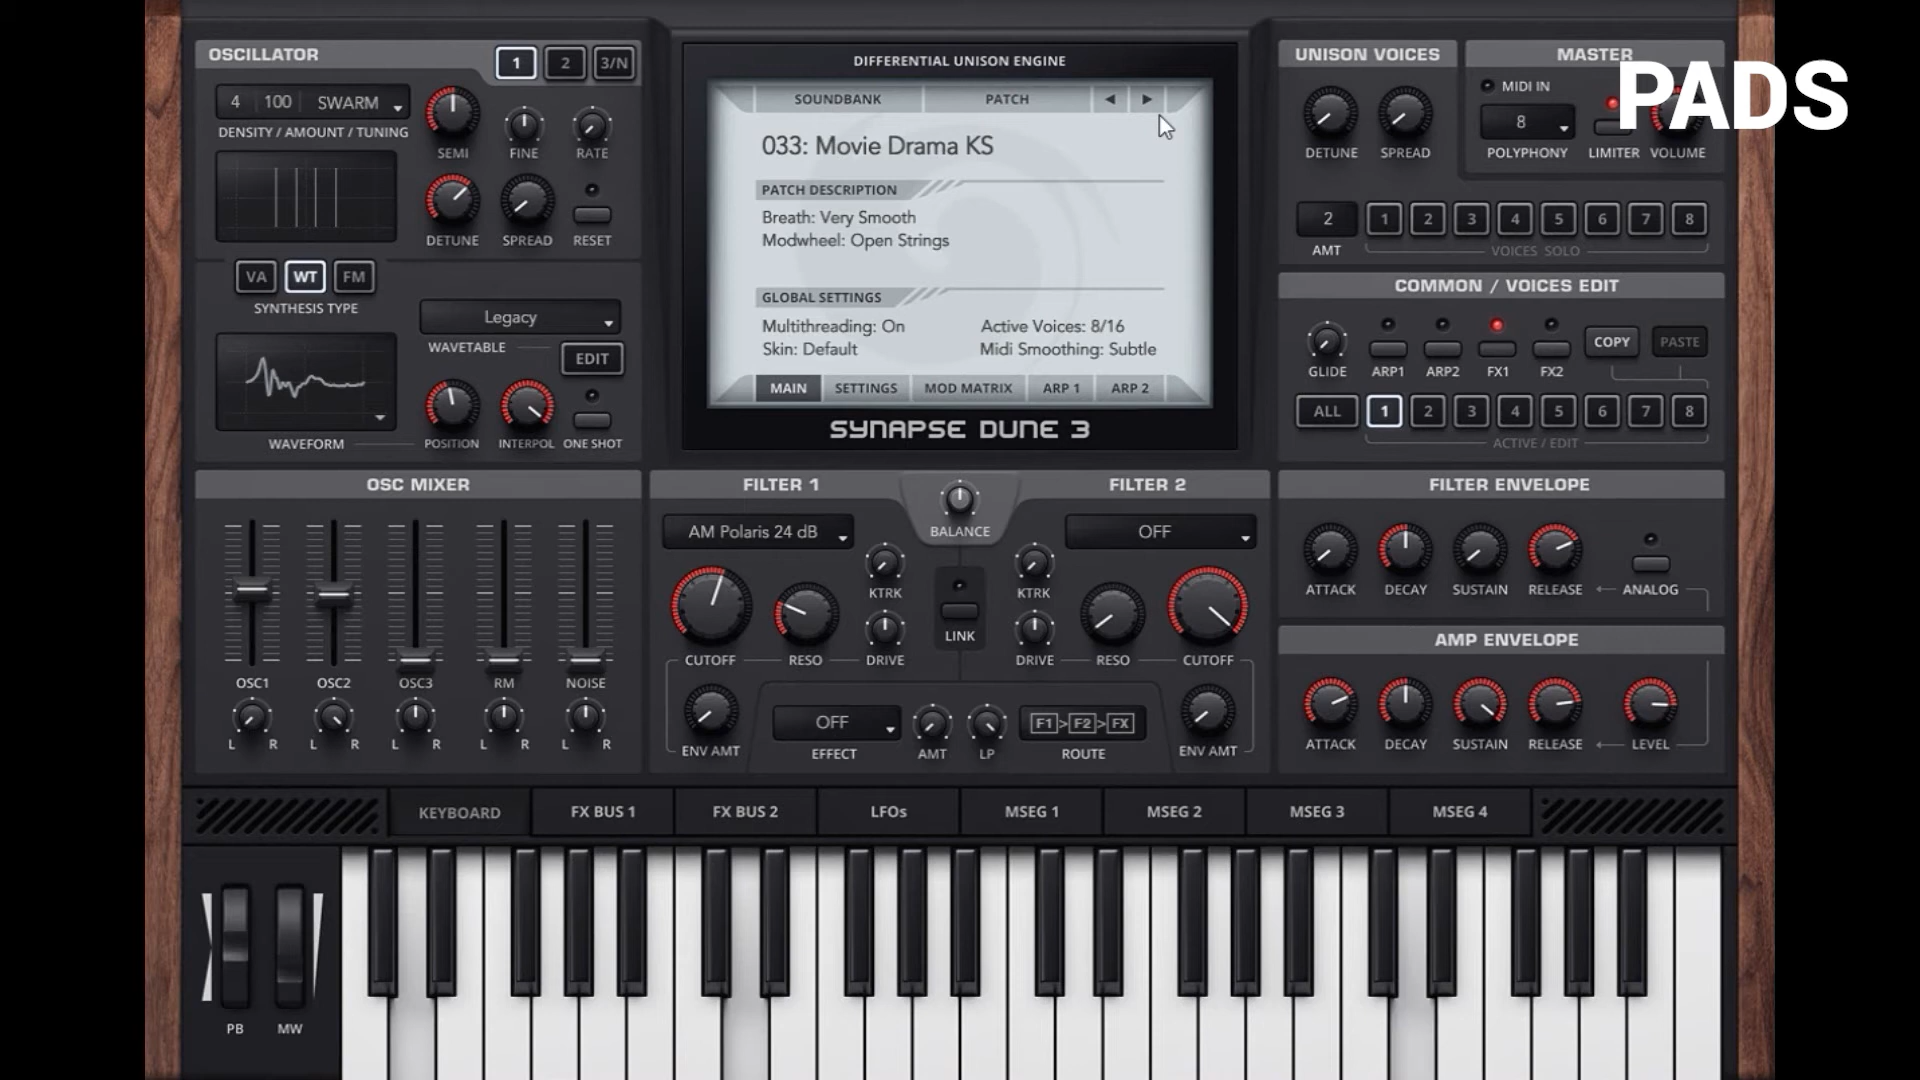 OSCILLATOR
1 2 3/N
4 100 SWARM
DENSITY / AMOUNT / TUNING
SEMI FINE RATE
DETUNE SPREAD RESET
VA WT FM
SYNTHESIS TYPE
Legacy
WAVETABLE
EDIT
WAVEFORM POSITION INTERPOL ONE SHOT
DIFFERENTIAL UNISON ENGINE
SOUNDBANK PATCH
033: Movie Drama KS
PATCH DESCRIPTION
Breath: Very Smooth
Modwheel: Open Strings
GLOBAL SETTINGS
Multithreading: On Active Voices: 8/16
Skin: Default Midi Smoothing: Subtle
MAIN SETTINGS MOD MATRIX ARP 1 ARP 2
SYNAPSE DUNE 3
UNISON VOICES
DETUNE SPREAD
MASTER
PADS
MIDI IN
8
POLYPHONY LIMITER VOLUME
2 1 2 3 4 5 6 7 8
AMT VOICES SOLO
COMMON / VOICES EDIT
GLIDE ARP1 ARP2 FX1 FX2 COPY PASTE
ALL 1 2 3 4 5 6 7 8
ACTIVE / EDIT
OSC MIXER
OSC1 OSC2 OSC3 RM NOISE
L R L R L R L R L R
FILTER 1 FILTER 2
BALANCE
AM Polaris 24 dB OFF
KTRK KTRK
LINK
CUTOFF RESO DRIVE DRIVE RESO CUTOFF
OFF F1>F2>FX
ENV AMT EFFECT AMT LP ROUTE ENV AMT
FILTER ENVELOPE
ATTACK DECAY SUSTAIN RELEASE ANALOG
AMP ENVELOPE
ATTACK DECAY SUSTAIN RELEASE LEVEL
KEYBOARD FX BUS 1 FX BUS 2 LFOs MSEG 1 MSEG 2 MSEG 3 MSEG 4
PB MW